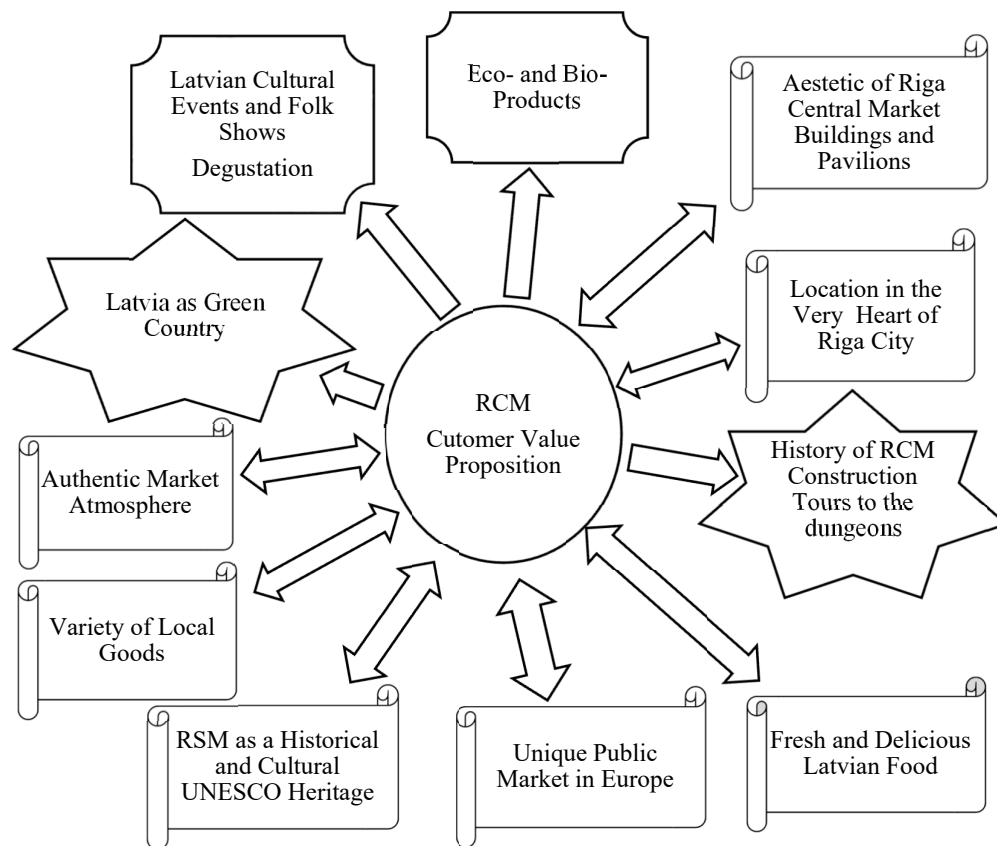 Latvian Cultural
Events and Folk
Shows
Degustation
Eco- and Bio-
Products
Aestetic of Riga
Central Market
Buildings and
Pavilions
Latvia as Green
Country
Location in the
Very Heart of
Riga City
RCM
Cutomer Value
Proposition
Authentic Market
Atmosphere
History of RCM
Construction
Tours to the
dungeons
Variety of Local
Goods
RSM as a Historical
and Cultural
UNESCO Heritage
Unique Public
Market in Europe
Fresh and Delicious
Latvian Food